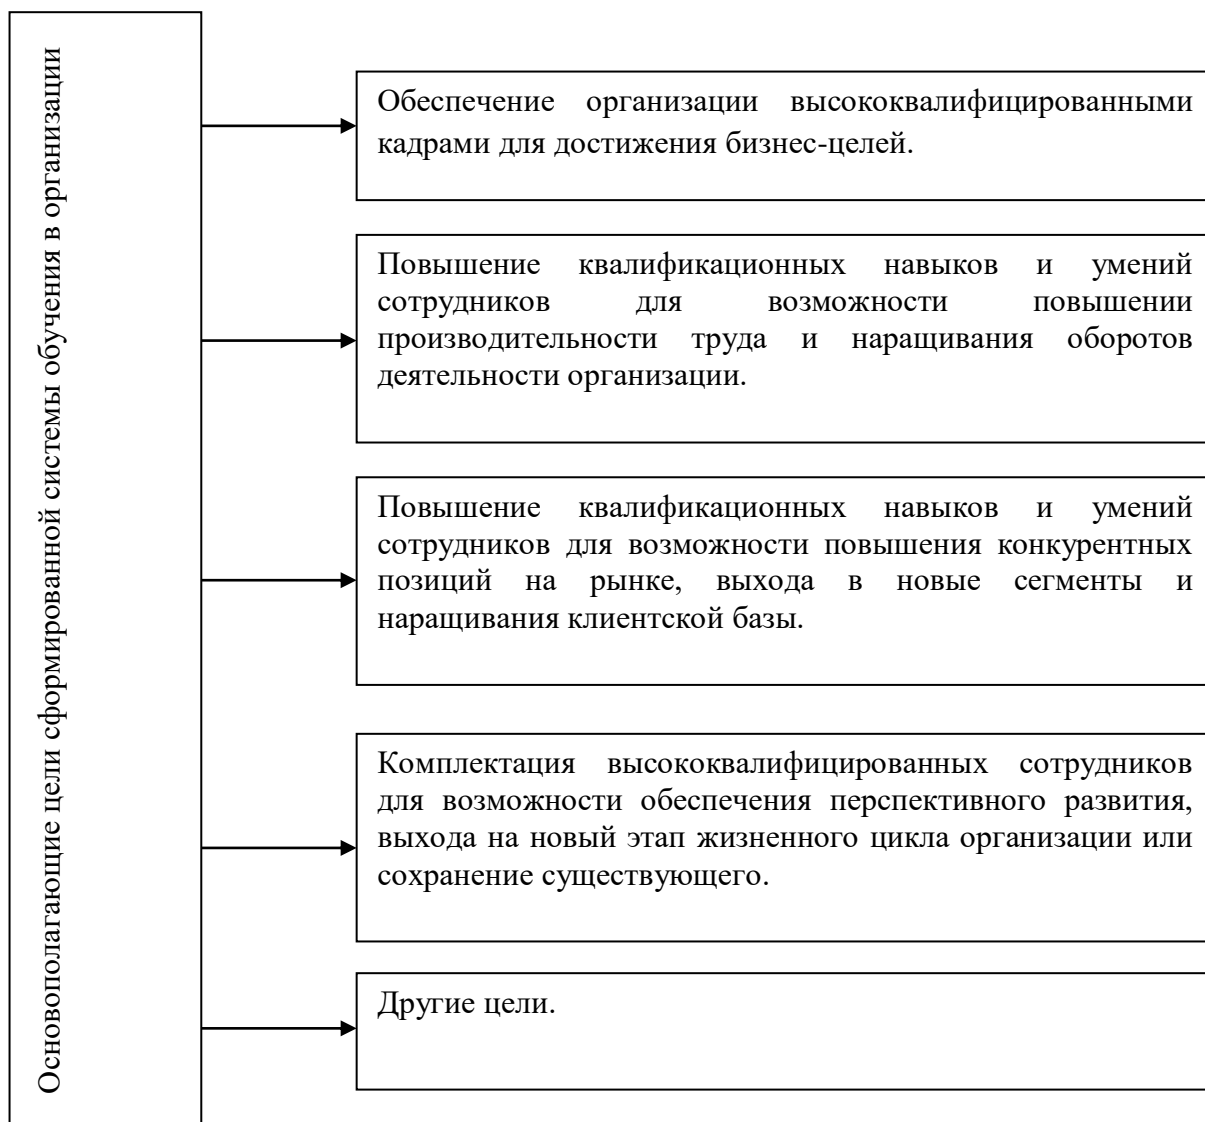 Основополагающие цели сформированной системы обучения в организации
Обеспечение организации высококвалифицированными
кадрами для достижения бизнес-целей.
Повышение квалификационных навыков и умений
сотрудников для возможности повышении
производительности труда и наращивания оборотов
деятельности организации.
Повышение квалификационных навыков и умений
сотрудников для возможности повышения конкурентных
позиций на рынке, выхода в новые сегменты и
наращивания клиентской базы.
Комплектация высококвалифицированных сотрудников
для возможности обеспечения перспективного развития,
выхода на новый этап жизненного цикла организации или
сохранение существующего.
Другие цели.